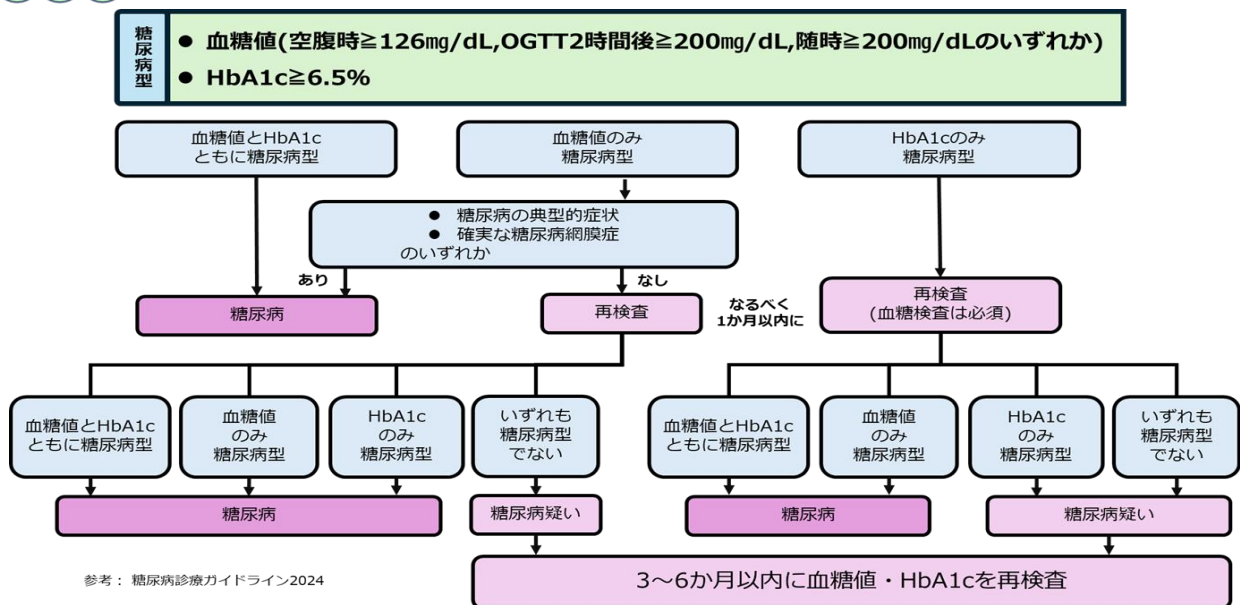 糖尿病型
● 血糖値(空腹時≧126㎎/dL,OGTT2時間後≧200㎎/dL,随時≧200㎎/dLのいずれか)
● HbA1c≧6.5%
血糖値とHbA1c
ともに糖尿病型
血糖値のみ
糖尿病型
HbA1cのみ
糖尿病型
● 糖尿病の典型的症状
● 確実な糖尿病網膜症
のいずれか
あり
なし
糖尿病
再検査
なるべく
1か月以内に
再検査
(血糖検査は必須)
血糖値とHbA1c
ともに糖尿病型
血糖値
のみ
糖尿病型
HbA1c
のみ
糖尿病型
いずれも
糖尿病型
でない
血糖値とHbA1c
ともに糖尿病型
血糖値
のみ
糖尿病型
HbA1c
のみ
糖尿病型
いずれも
糖尿病型
でない
糖尿病
糖尿病疑い
糖尿病
糖尿病疑い
3～6か月以内に血糖値・HbA1cを再検査
参考： 糖尿病診療ガイドライン2024